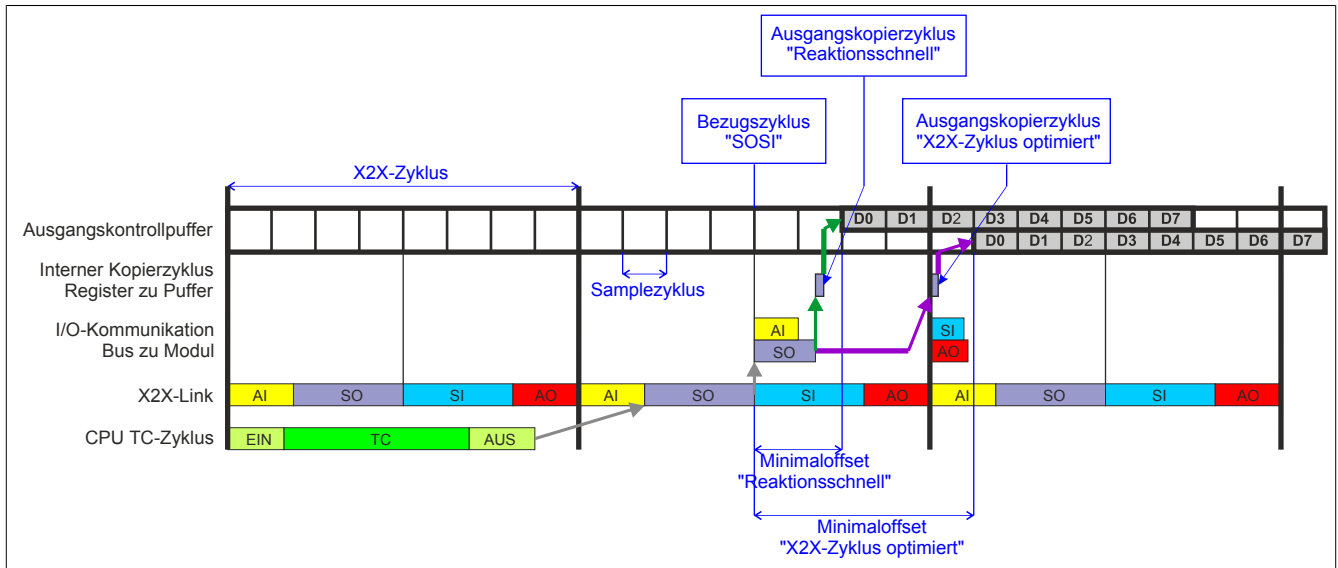 Ausgangskopierzyklus
"Reaktionsschnell"
Bezugszyklus
"SOSI"
Ausgangskopierzyklus
"X2X-Zyklus optimiert"
X2X-Zyklus
Ausgangskontrollpuffer
D0 D1 D2 D3 D4 D5 D6 D7
D0 D1 D2 D3 D4 D5 D6 D7
Interner Kopierzyklus
Register zu Puffer
Samplezyklus
I/O-Kommunikation
Bus zu Modul
AI SI
SO AO
X2X-Link
AI SO SI AO AI SO SI AO AI SO SI AO
CPU TC-Zyklus
EIN TC AUS
Minimaloffset
"Reaktionsschnell"
Minimaloffset
"X2X-Zyklus optimiert"